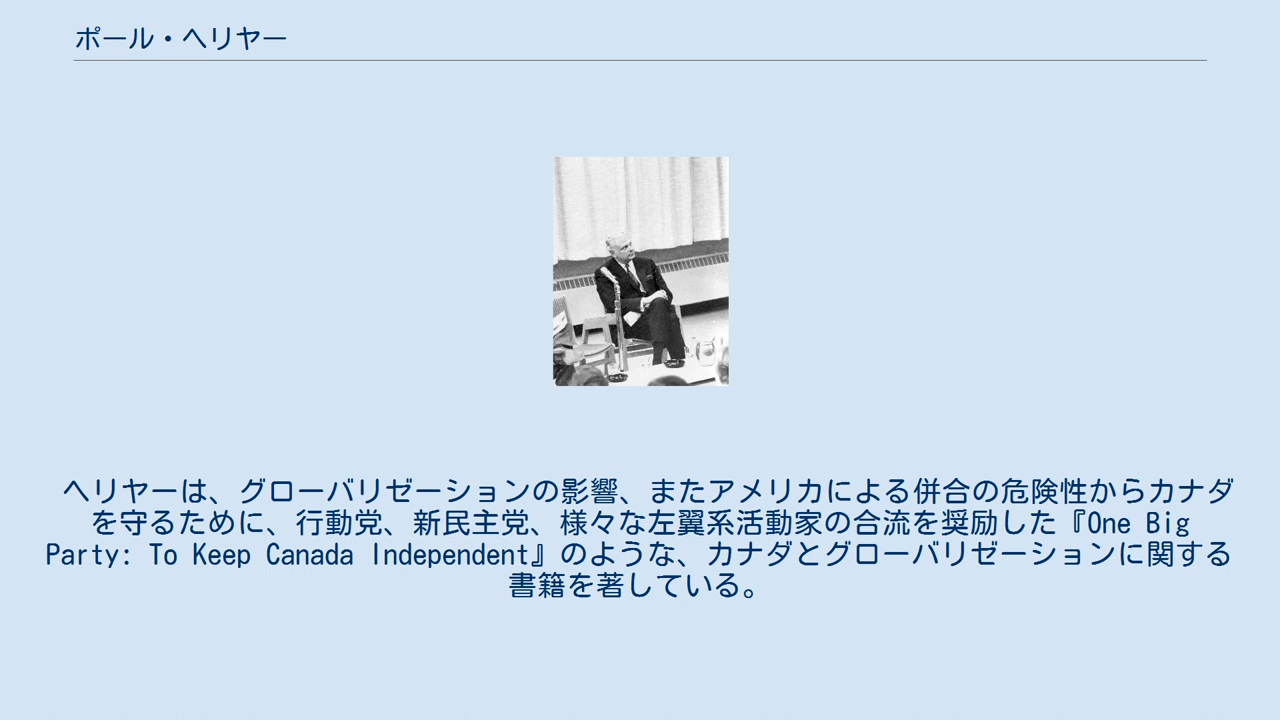 ポール・ヘリヤー
ヘリヤーは、グローバリゼーションの影響、またアメリカによる併合の危険性からカナダ
を守るために、行動党、新民主党、様々な左翼系活動家の合流を奨励した『One Big
Party: To Keep Canada Independent』のような、カナダとグローバリゼーションに関する
書籍を著している。